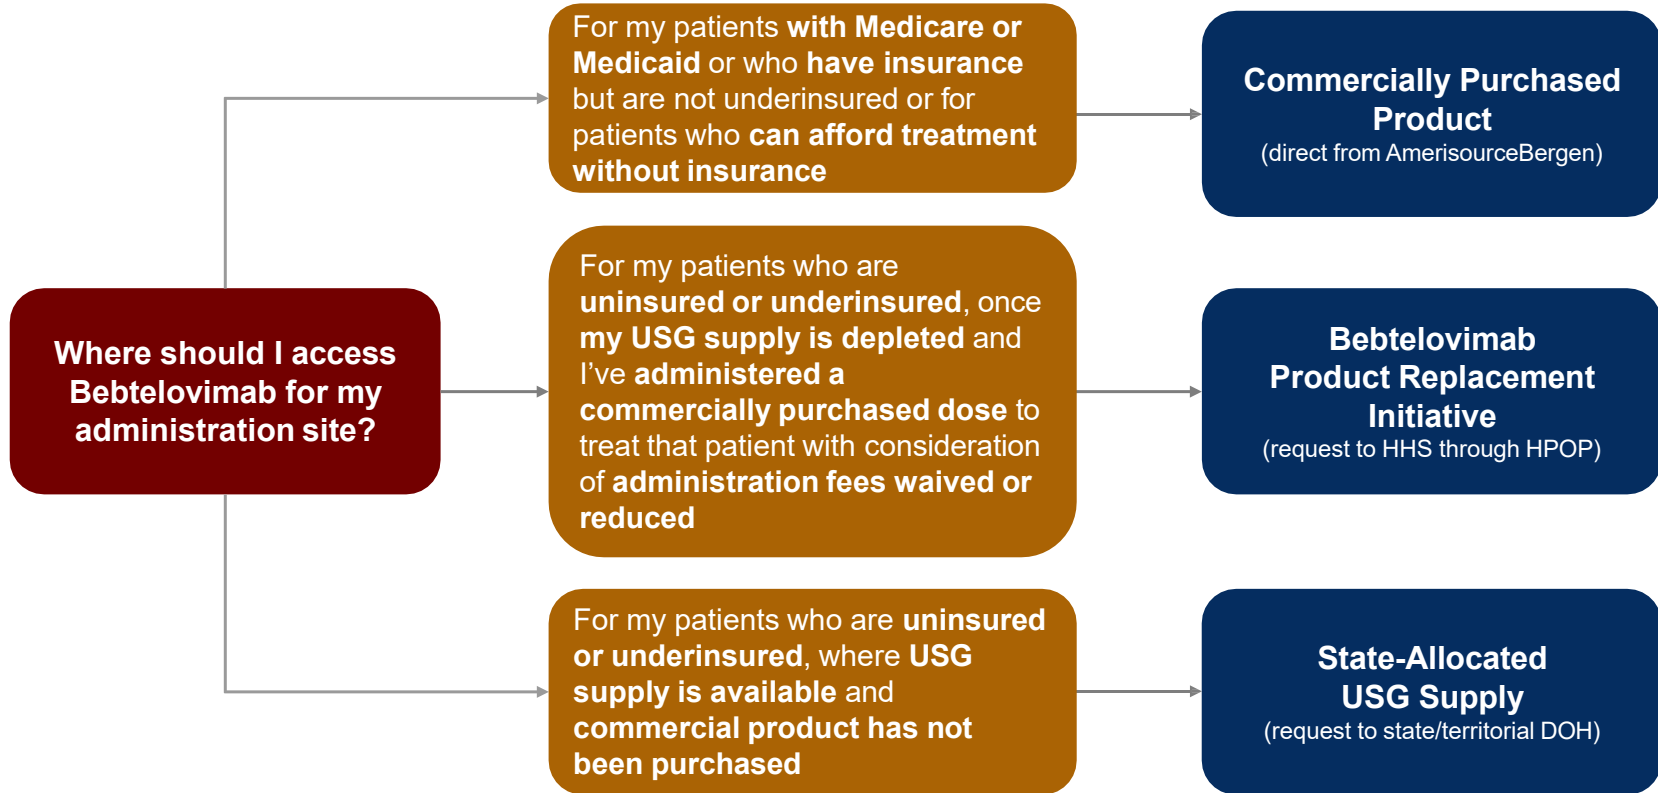 Where should I access
Bebtelovimab for my
administration site?
For my patients with Medicare or
Medicaid or who have insurance
but are not underinsured or for
patients who can afford treatment
without insurance
Commercially Purchased
Product
(direct from AmerisourceBergen)
For my patients who are
uninsured or underinsured, once
my USG supply is depleted and
I’ve administered a
commercially purchased dose to
treat that patient with consideration
of administration fees waived or
reduced
Bebtelovimab
Product Replacement
Initiative
(request to HHS through HPOP)
For my patients who are uninsured
or underinsured, where USG
supply is available and
commercial product has not
been purchased
State-Allocated
USG Supply
(request to state/territorial DOH)